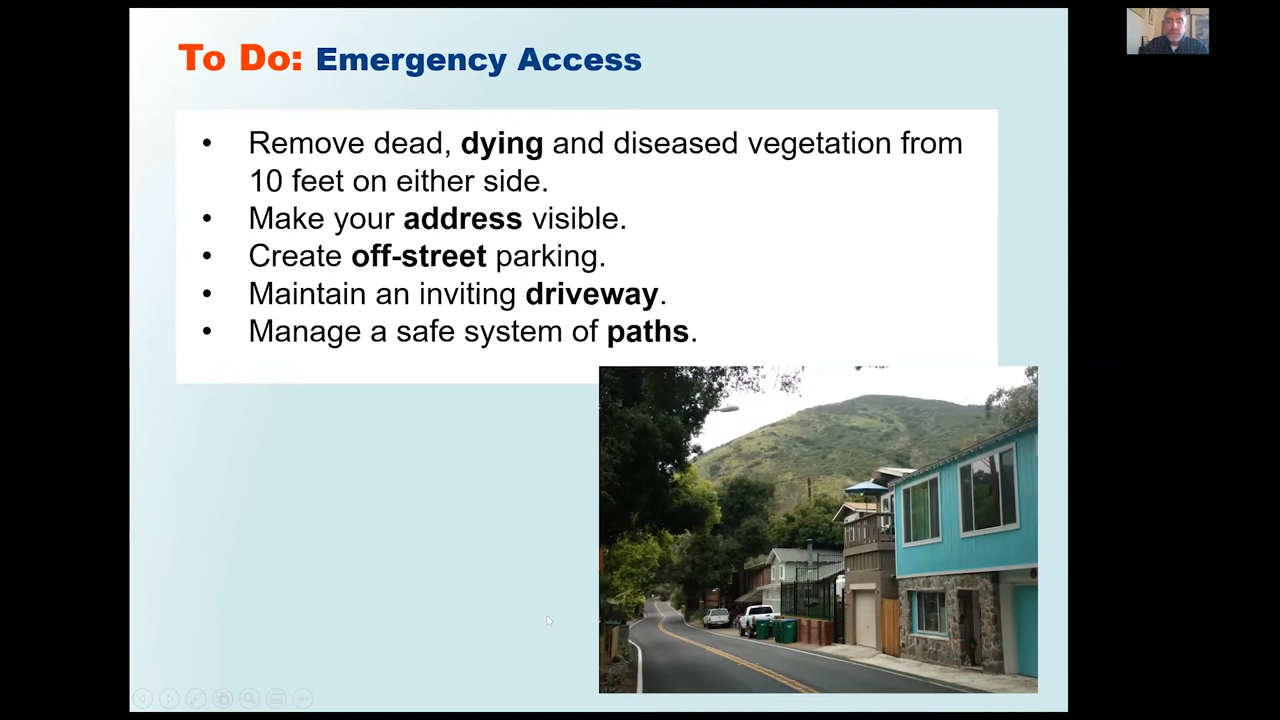 To Do: Emergency Access
• Remove dead, dying and diseased vegetation from
10 feet on either side.
• Make your address visible.
• Create off-street parking.
• Maintain an inviting driveway.
• Manage a safe system of paths.